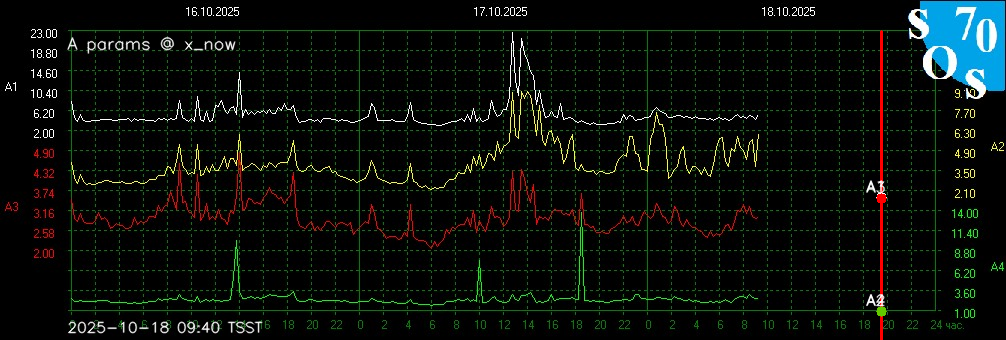 16.10.2025 17.10.2025 18.10.2025
S 70
O
S
A params @ x_now
A1
23.00
18.80
14.60
10.40
6.20
2.00
A3
4.90
4.32
3.74
3.16
2.58
2.00
A2
7.70
6.30
4.90
3.50
2.10
A4
14.00
11.40
8.80
6.20
3.60
1.00
2025-10-18 09:40 TSST
18 20 22 0 2 4 6 8 10 12 14 16 18 20 22 0 2 4 6 8 10 12 14 16 18 20 22 24 час.